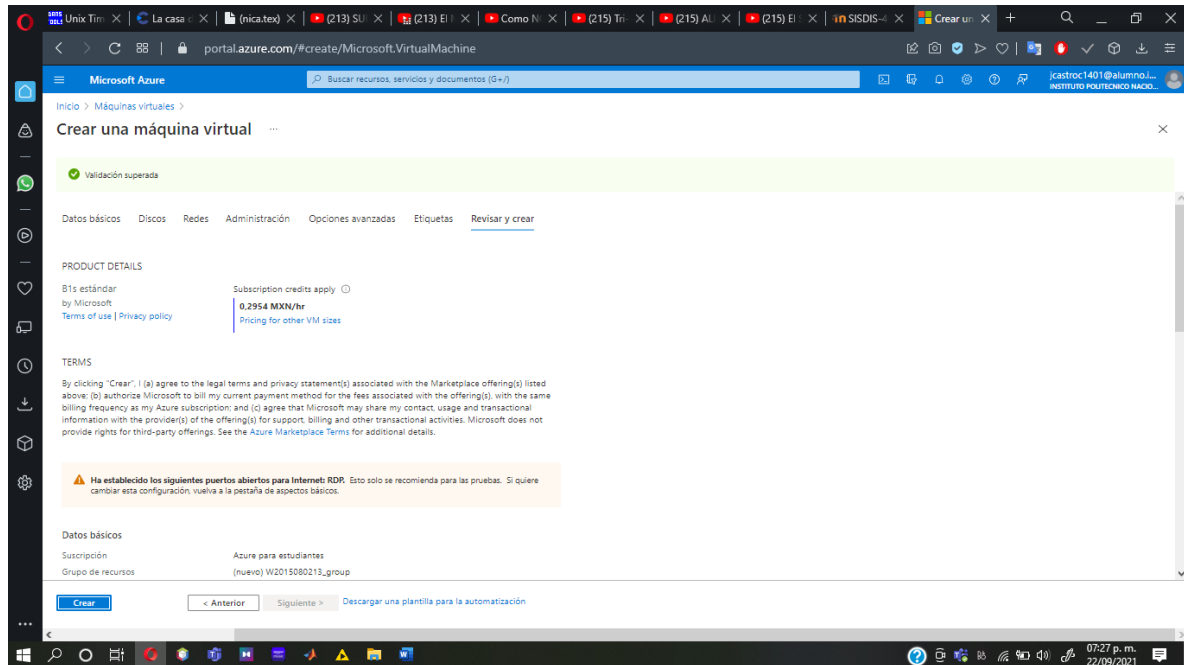 Unix Tim
La casa d
(nica.tex)
(213) SU
(213) El
Como N
(215) Tri-
(215) AL
(215) El
SISDIS-4
Crear un
portal.azure.com/#create/Microsoft.VirtualMachine
Microsoft Azure
Buscar recursos, servicios y documentos (G+/)
jcastroc1401@alumno.i...
INSTITUTO POLITECNICO NACIO...
Inicio > Máquinas virtuales >
Crear una máquina virtual ...
Validación superada
Datos básicos Discos Redes Administración Opciones avanzadas Etiquetas Revisar y crear
PRODUCT DETAILS
B1s estándar
by Microsoft
Terms of use | Privacy policy
Subscription credits apply
0,2954 MXN/hr
Pricing for other VM sizes
TERMS
By clicking "Crear", I (a) agree to the legal terms and privacy statement(s) associated with the Marketplace offering(s) listed
above; (b) authorize Microsoft to bill my current payment method for the fees associated with the offering(s), with the same
billing frequency as my Azure subscription; and (c) agree that Microsoft may share my contact, usage and transactional
information with the provider(s) of the offering(s) for support, billing and other transactional activities. Microsoft does not
provide rights for third-party offerings. See the Azure Marketplace Terms for additional details.
Ha establecido los siguientes puertos abiertos para Internet: RDP. Esto solo se recomienda para las pruebas. Si quiere
cambiar esta configuración, vuelva a la pestaña de aspectos básicos.
Datos básicos
Suscripción Azure para estudiantes
Grupo de recursos (nuevo) W2015080213_group
Crear < Anterior Siguiente > Descargar una plantilla para la automatización
07:27 p. m.
22/09/2021